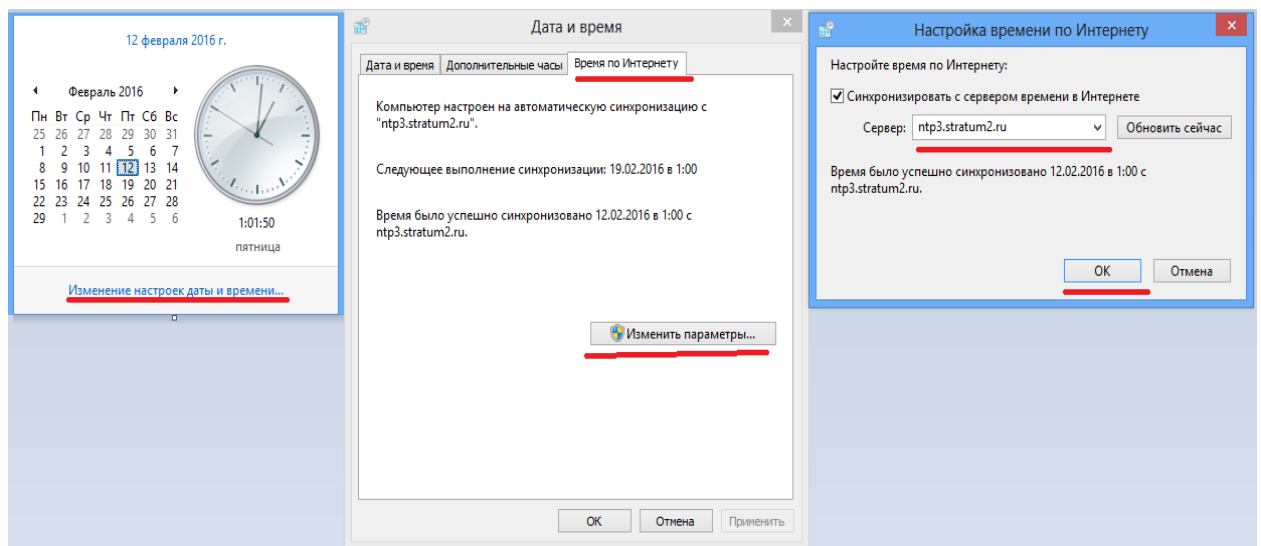 12 февраля 2016 г.
Февраль 2016
Пн Вт Ср Чт Пт Сб Вс
25 26 27 28 29 30 31
1 2 3 4 5 6 7
8 9 10 11 12 13 14
15 16 17 18 19 20 21
22 23 24 25 26 27 28
29 1 2 3 4 5 6
1:01:50
пятница
Изменение настроек даты и времени...
Дата и время
Дата и время Дополнительные часы Время по Интернету
Компьютер настроен на автоматическую синхронизацию с
"ntp3.stratum2.ru".
Следующее выполнение синхронизации: 19.02.2016 в 1:00
Время было успешно синхронизовано 12.02.2016 в 1:00 с
ntp3.stratum2.ru.
Изменить параметры...
ОК Отмена Применить
Настройка времени по Интернету
Настройте время по Интернету:
Синхронизировать с сервером времени в Интернете
Сервер: ntp3.stratum2.ru Обновить сейчас
Время было успешно синхронизовано 12.02.2016 в 1:00 с
ntp3.stratum2.ru.
ОК Отмена